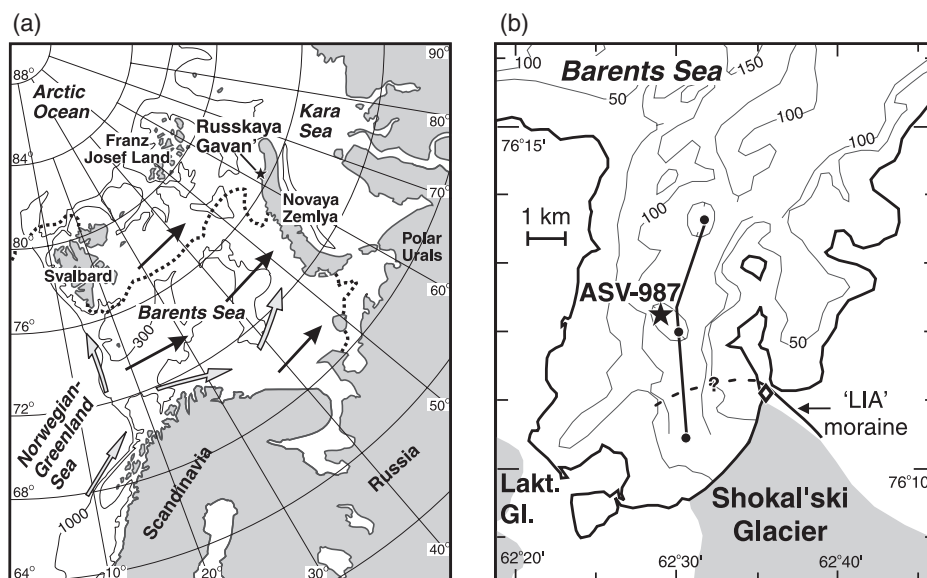 (a)
88°
Arctic
Ocean
84°
80°
76°
72°
68°
64°
10°
20°
30°
40°
50°
60°
70°
80°
90°
Franz
Josef Land
Russkaya
Gavan'
Kara
Sea
Novaya
Zemlya
Polar
Urals
Svalbard
Barents Sea
300
Norwegian-
Greenland
Sea
1000
Scandinavia
Russia
(b)
100
Barents Sea
150
50
100
100
76°15'
1 km
100
ASV-987
50
?
'LIA'
moraine
Lakt.
Gl.
Shokal'ski
Glacier
76°10'
62°20'
62°30'
62°40'